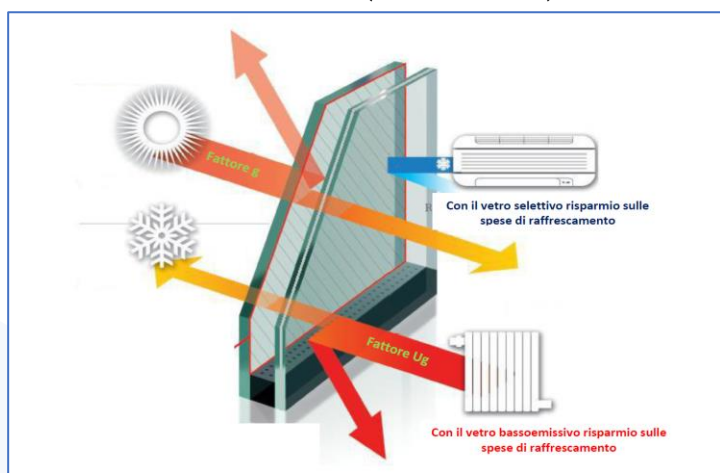 Fattore g
Con il vetro selettivo risparmio sulle
spese di raffrescamento
R
Fattore Ug
Con il vetro bassoemissivo risparmio sulle
spese di raffrescamento